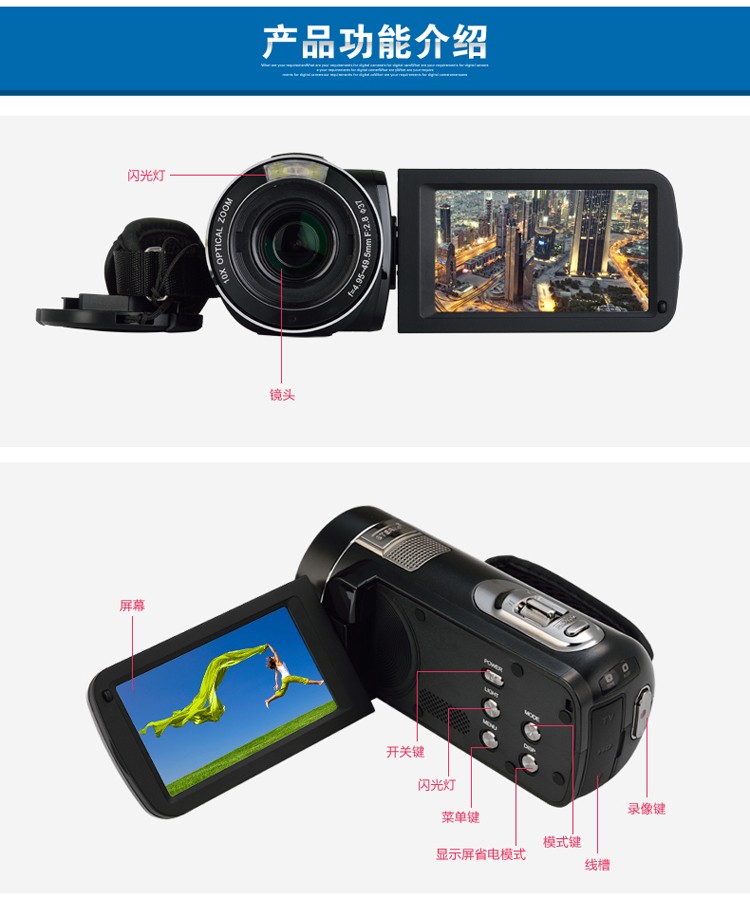 产品功能介绍
闪光灯
10X OPTICAL ZOOM
f=4.95-49.5mm F:2.8 Φ37
镜头
屏幕
POWER
LIGHT
MENU
MODE
DISP
开关键
闪光灯
菜单键
显示屏省电模式
模式键
线槽
录像键